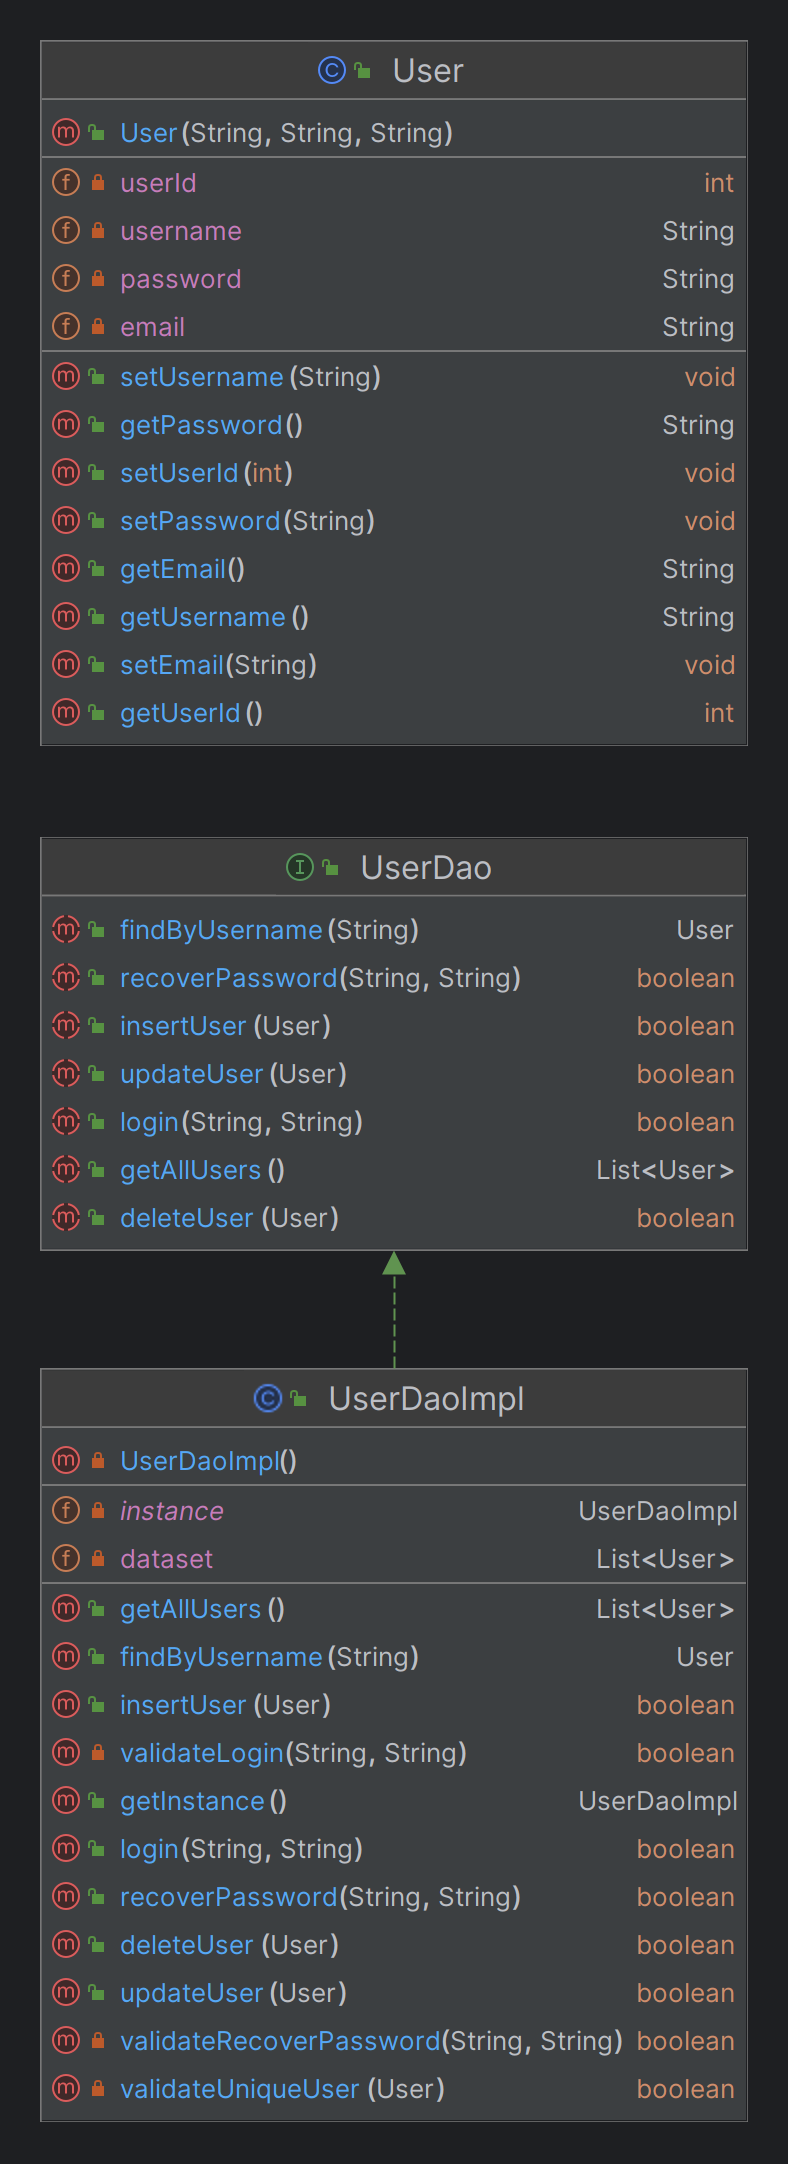 User
User(String, String, String)
userId int
username String
password String
email String
setUsername(String) void
getPassword() String
setUserId(int) void
setPassword(String) void
getEmail() String
getUsername() String
setEmail(String) void
getUserId() int
UserDao
findByUsername(String) User
recoverPassword(String, String) boolean
insertUser(User) boolean
updateUser(User) boolean
login(String, String) boolean
getAllUsers() List<User>
deleteUser(User) boolean
UserDaoImpl
UserDaoImpl()
instance UserDaoImpl
dataset List<User>
getAllUsers() List<User>
findByUsername(String) User
insertUser(User) boolean
validateLogin(String, String) boolean
getInstance() UserDaoImpl
login(String, String) boolean
recoverPassword(String, String) boolean
deleteUser(User) boolean
updateUser(User) boolean
validateRecoverPassword(String, String) boolean
validateUniqueUser(User) boolean